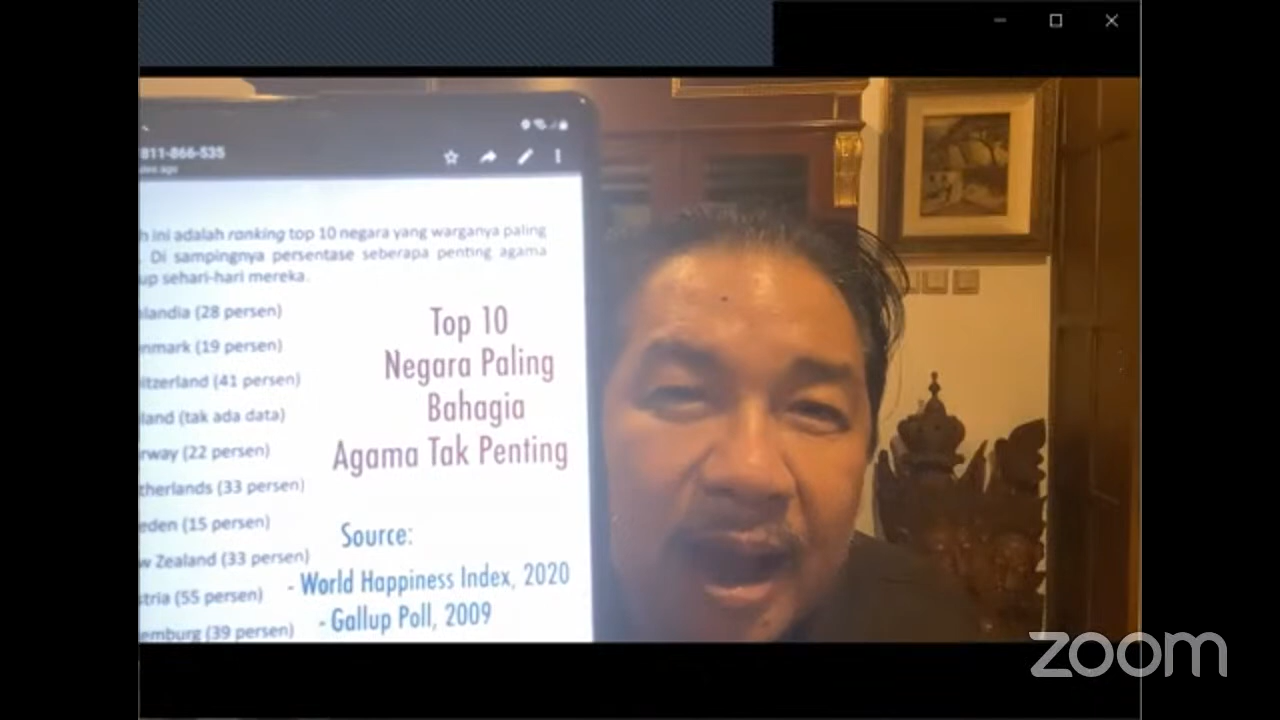 811-866-535
h ini adalah ranking top 10 negara yang warganya paling
. Di sampingnya persentase seberapa penting agama
up sehari-hari mereka.
landia (28 persen)
nmark (19 persen)
itzerland (41 persen)
land (tak ada data)
rway (22 persen)
therlands (33 persen)
eden (15 persen)
w Zealand (33 persen)
stria (55 persen)
emburg (39 persen)
Top 10
Negara Paling
Bahagia
Agama Tak Penting
Source:
- World Happiness Index, 2020
- Gallup Poll, 2009
zoom